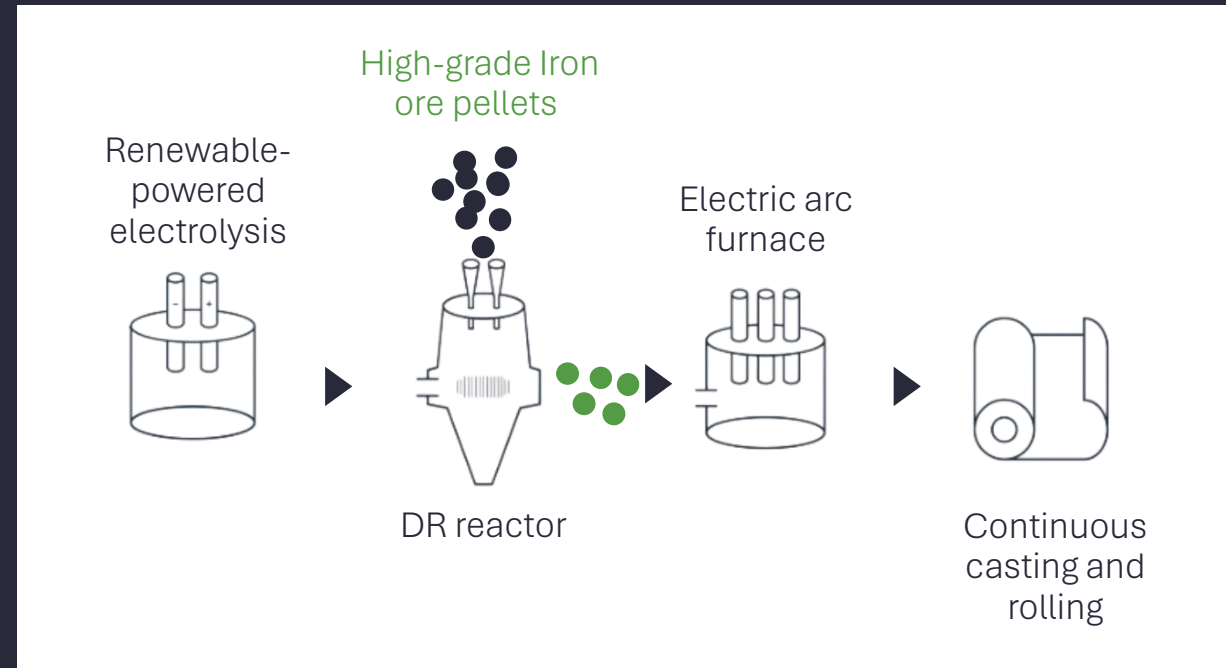 High-grade Iron
ore pellets
Renewable-
powered
electrolysis
Electric arc
furnace
-
+
DR reactor
Continuous
casting and
rolling